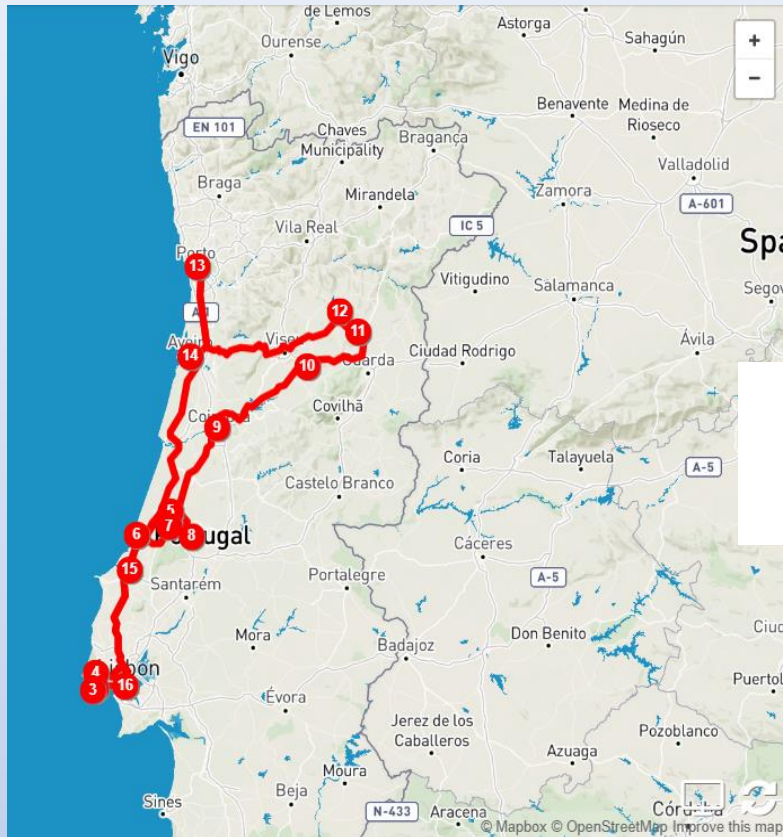 de Lemos
Astorga
Ourense
Sahagún
+
Vigo
−
Benavente
Medina de
Rioseco
EN 101
Chaves
Municipality
Bragança
Valladolid
Braga
Mirandela
Zamora
A-601
Vila Real
IC 5
Spa
Porto
13
Vitigudino
Salamanca
Segov
A 1
12
11
Aveiro
14
Viseu
10
Guarda
Ciudad Rodrigo
Ávila
Covilhã
Coimbra
9
Coria
Talayuela
A-5
Castelo Branco
5
7
6
Portugal
8
Cáceres
15
Santarém
Portalegre
A-5
Mora
Don Benito
Ciud
4
Lisbon
3
16
Badajoz
Puertol
Évora
Jerez de los
Caballeros
Pozoblanco
Azuaga
Moura
Beja
Sines
N-433
Aracena
Córdoba
© Mapbox © OpenStreetMap Improve this map